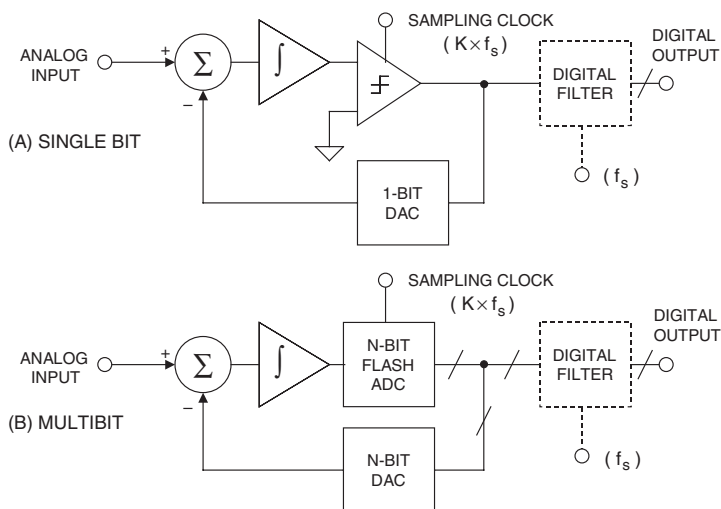 SAMPLING CLOCK
( K × fs )
ANALOG
INPUT
+
Σ
−
∫
DIGITAL
FILTER
DIGITAL
OUTPUT
( fs )
(A) SINGLE BIT
1-BIT
DAC
SAMPLING CLOCK
( K × fs )
ANALOG
INPUT
+
Σ
−
∫
N-BIT
FLASH
ADC
DIGITAL
FILTER
DIGITAL
OUTPUT
( fs )
(B) MULTIBIT
N-BIT
DAC